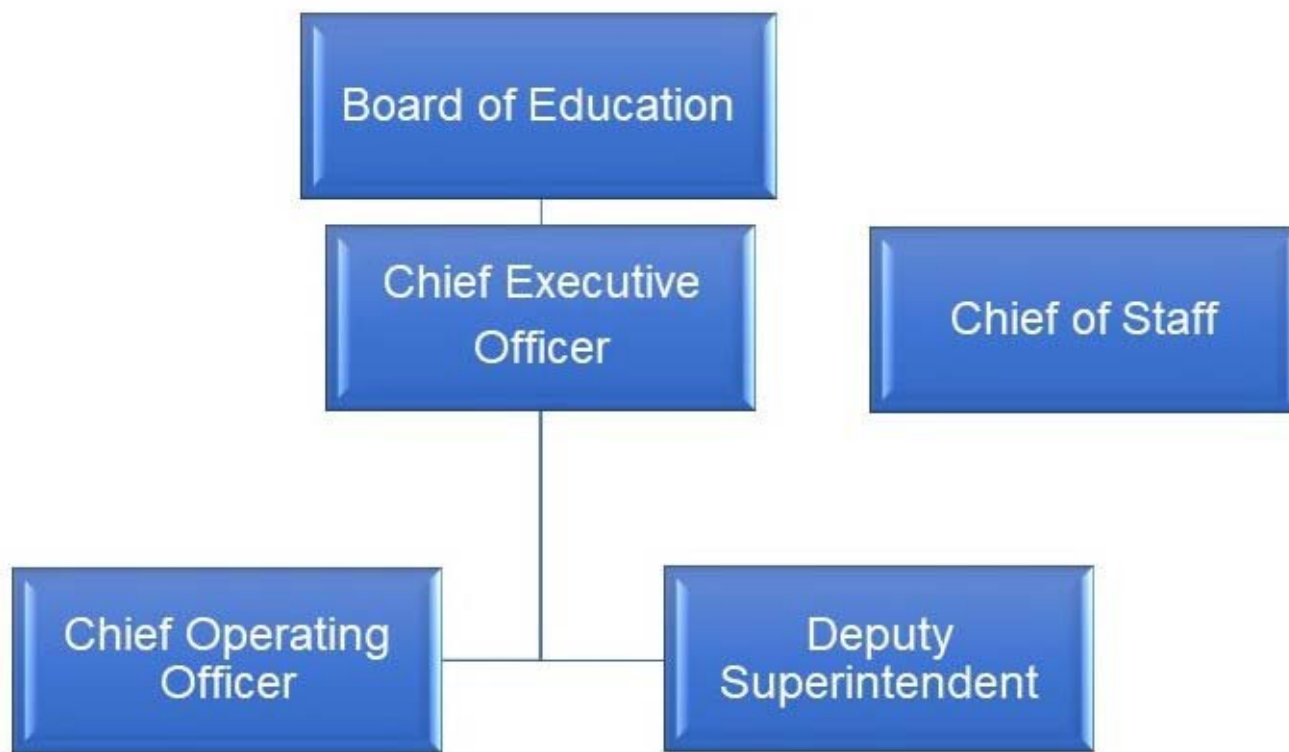 Board of Education
Chief Executive
Officer
Chief of Staff
Chief Operating
Officer
Deputy
Superintendent